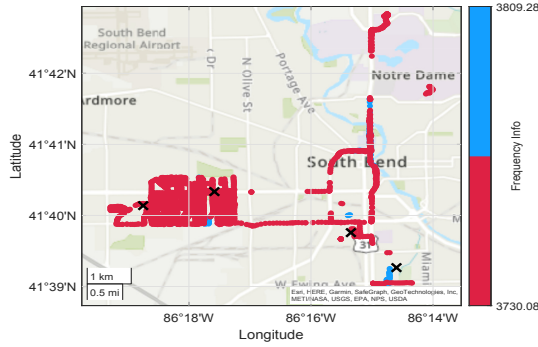 3809.28
South Bend
Regional Airport
r Dr
N Olive St
Portage Ave
Notre Dame
Ardmore
South Bend
31
Miami
W Ewing Ave
1 km
0.5 mi
Esri, HERE, Garmin, SafeGraph, GeoTechnologies, Inc,
METI/NASA, USGS, EPA, NPS, USDA
41°42'N
41°41'N
41°40'N
41°39'N
Latitude
86°18'W
86°16'W
86°14'W
Longitude
Frequency Info
3730.08